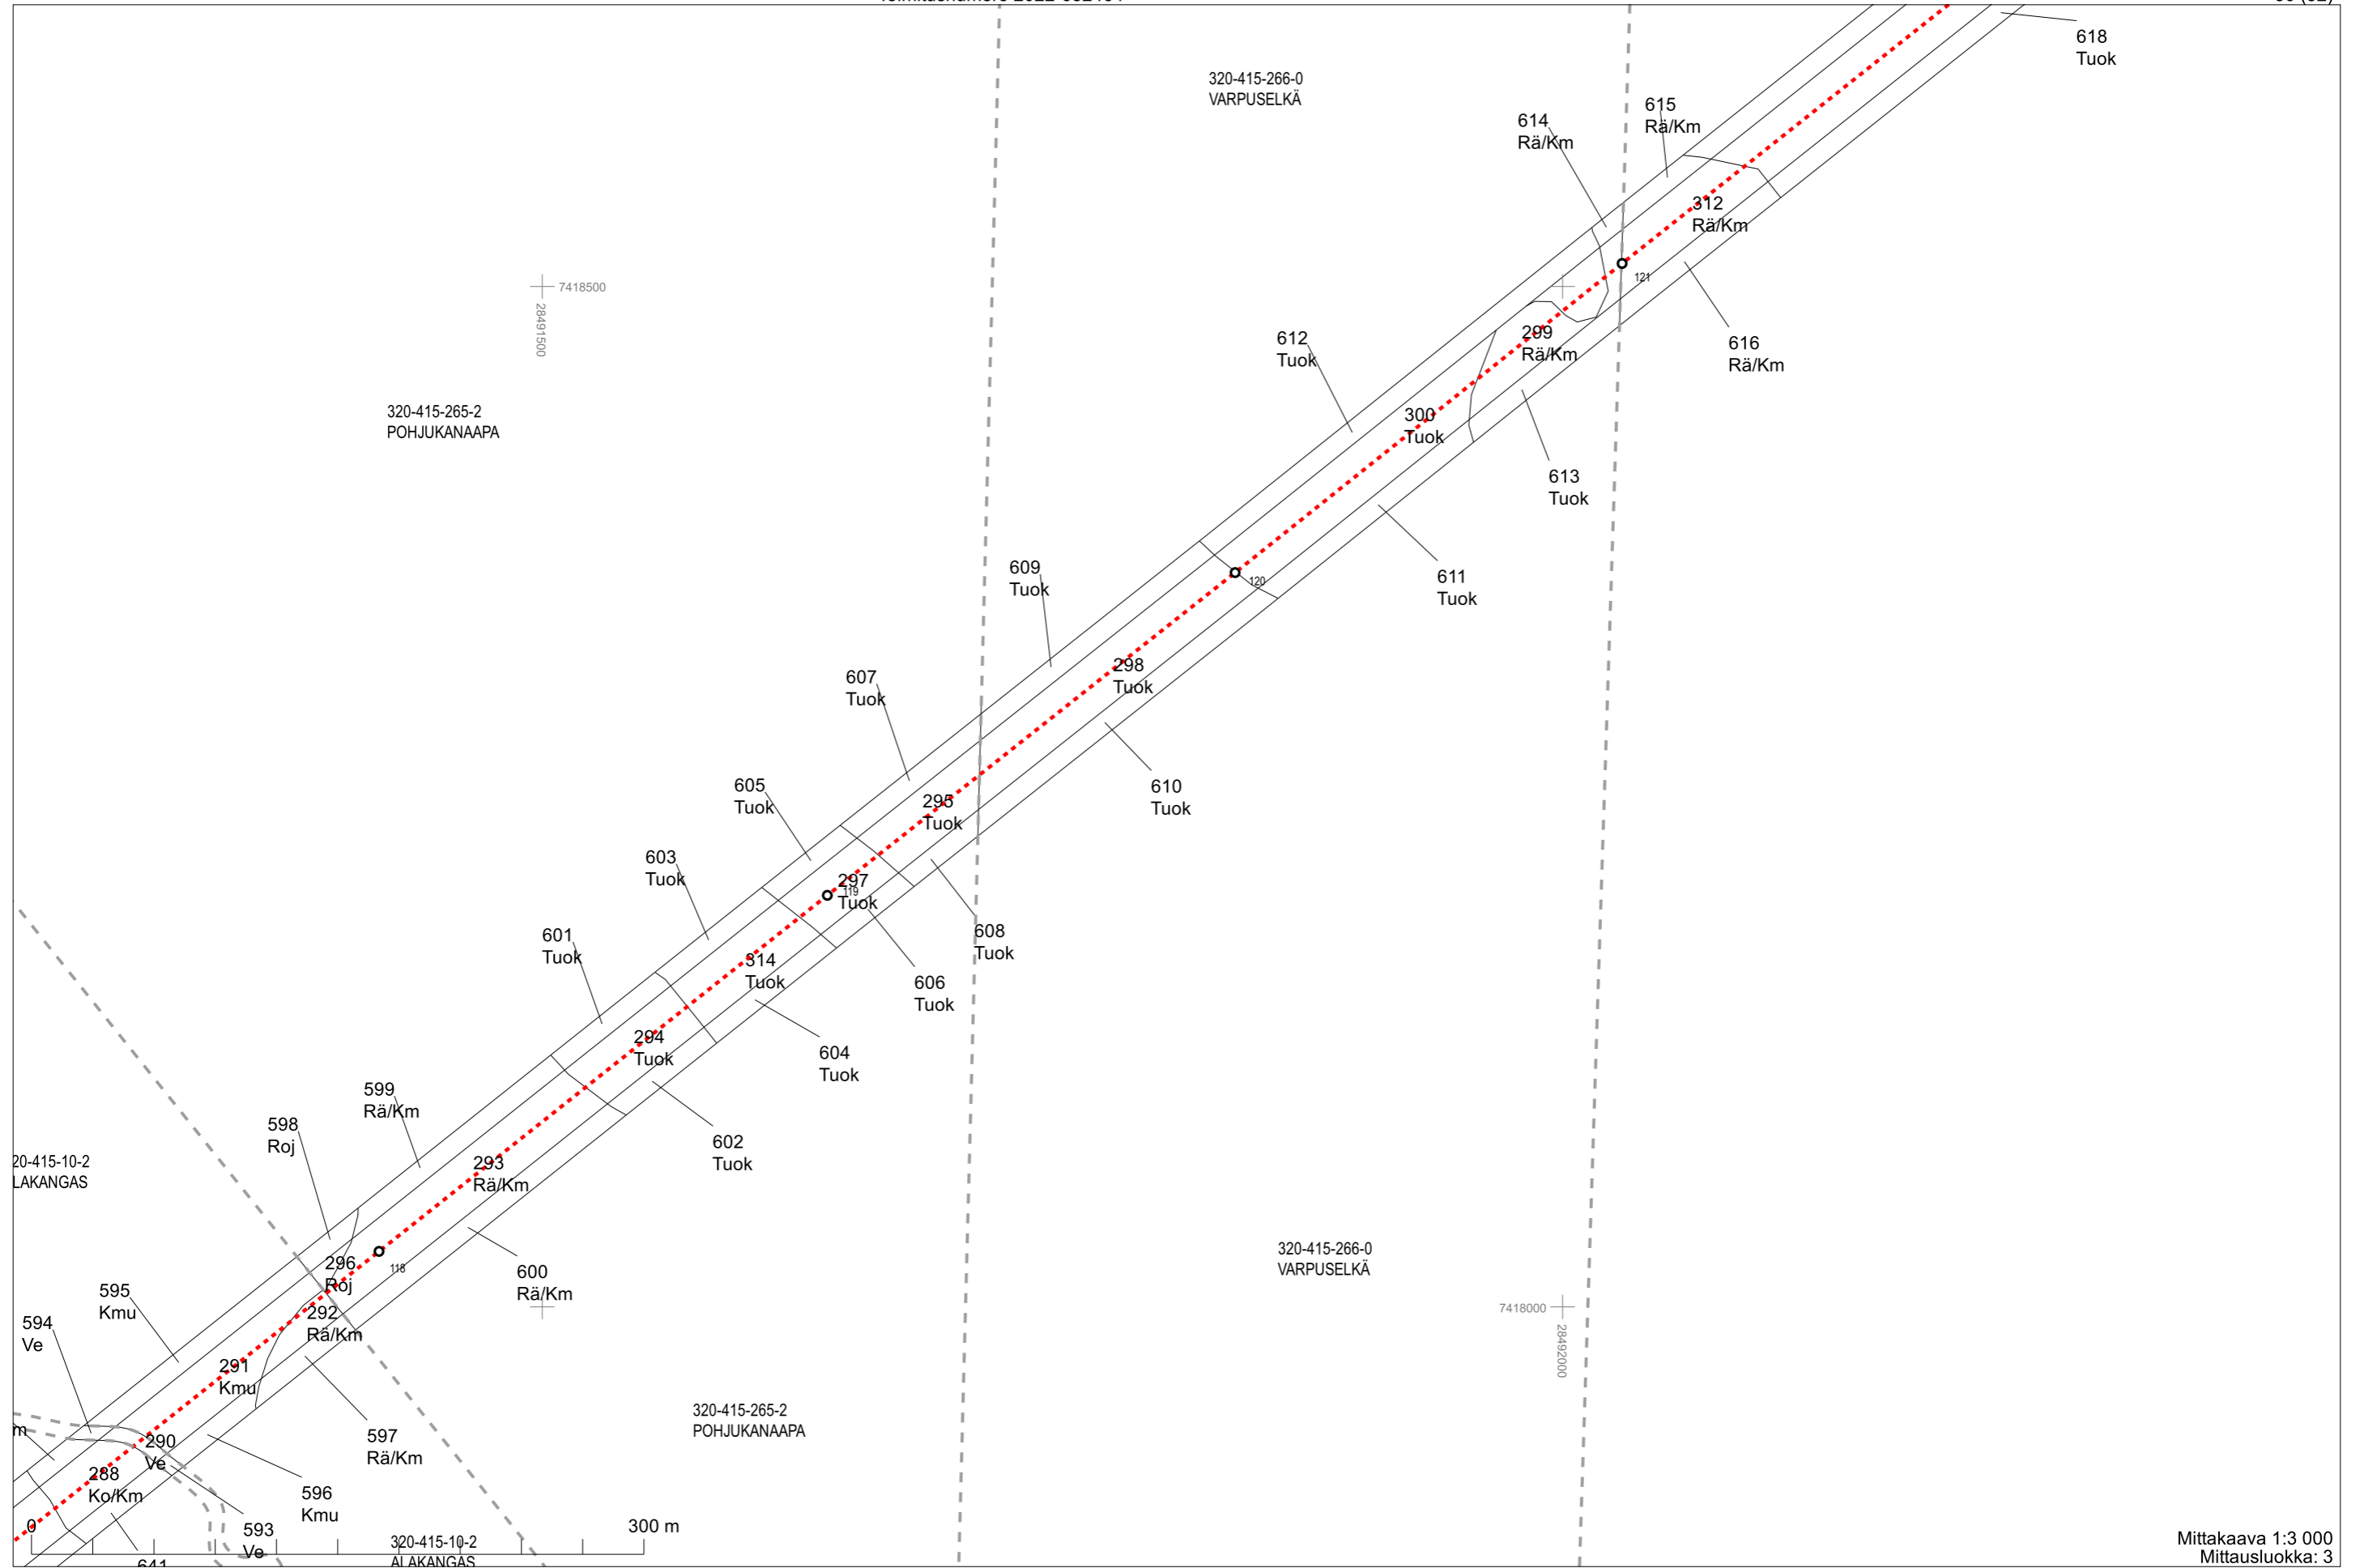 618
Tuok
320-415-266-0
VARPUSELKÄ
615
Rä/Km
614
Rä/Km
312
Rä/Km
121
7418500
28491500
299
Rä/Km
616
Rä/Km
612
Tuok
320-415-265-2
POHJUKANAAPA
300
Tuok
613
Tuok
611
Tuok
609
Tuok
120
298
Tuok
607
Tuok
610
Tuok
605
Tuok
295
Tuok
603
Tuok
297
119
Tuok
608
Tuok
601
Tuok
314
Tuok
606
Tuok
294
Tuok
604
Tuok
599
Rä/Km
598
Roj
602
Tuok
20-415-10-2
LAKANGAS
293
Rä/Km
296
Roj
118
600
Rä/Km
320-415-266-0
VARPUSELKÄ
595
Kmu
292
Rä/Km
7418000
28492000
594
Ve
291
Kmu
320-415-265-2
POHJUKANAAPA
m
290
Ve
597
Rä/Km
288
Ko/Km
596
Kmu
593
Ve
0
300 m
320-415-10-2
ALAKANGAS
641
Mittakaava 1:3 000
Mittausluokka: 3